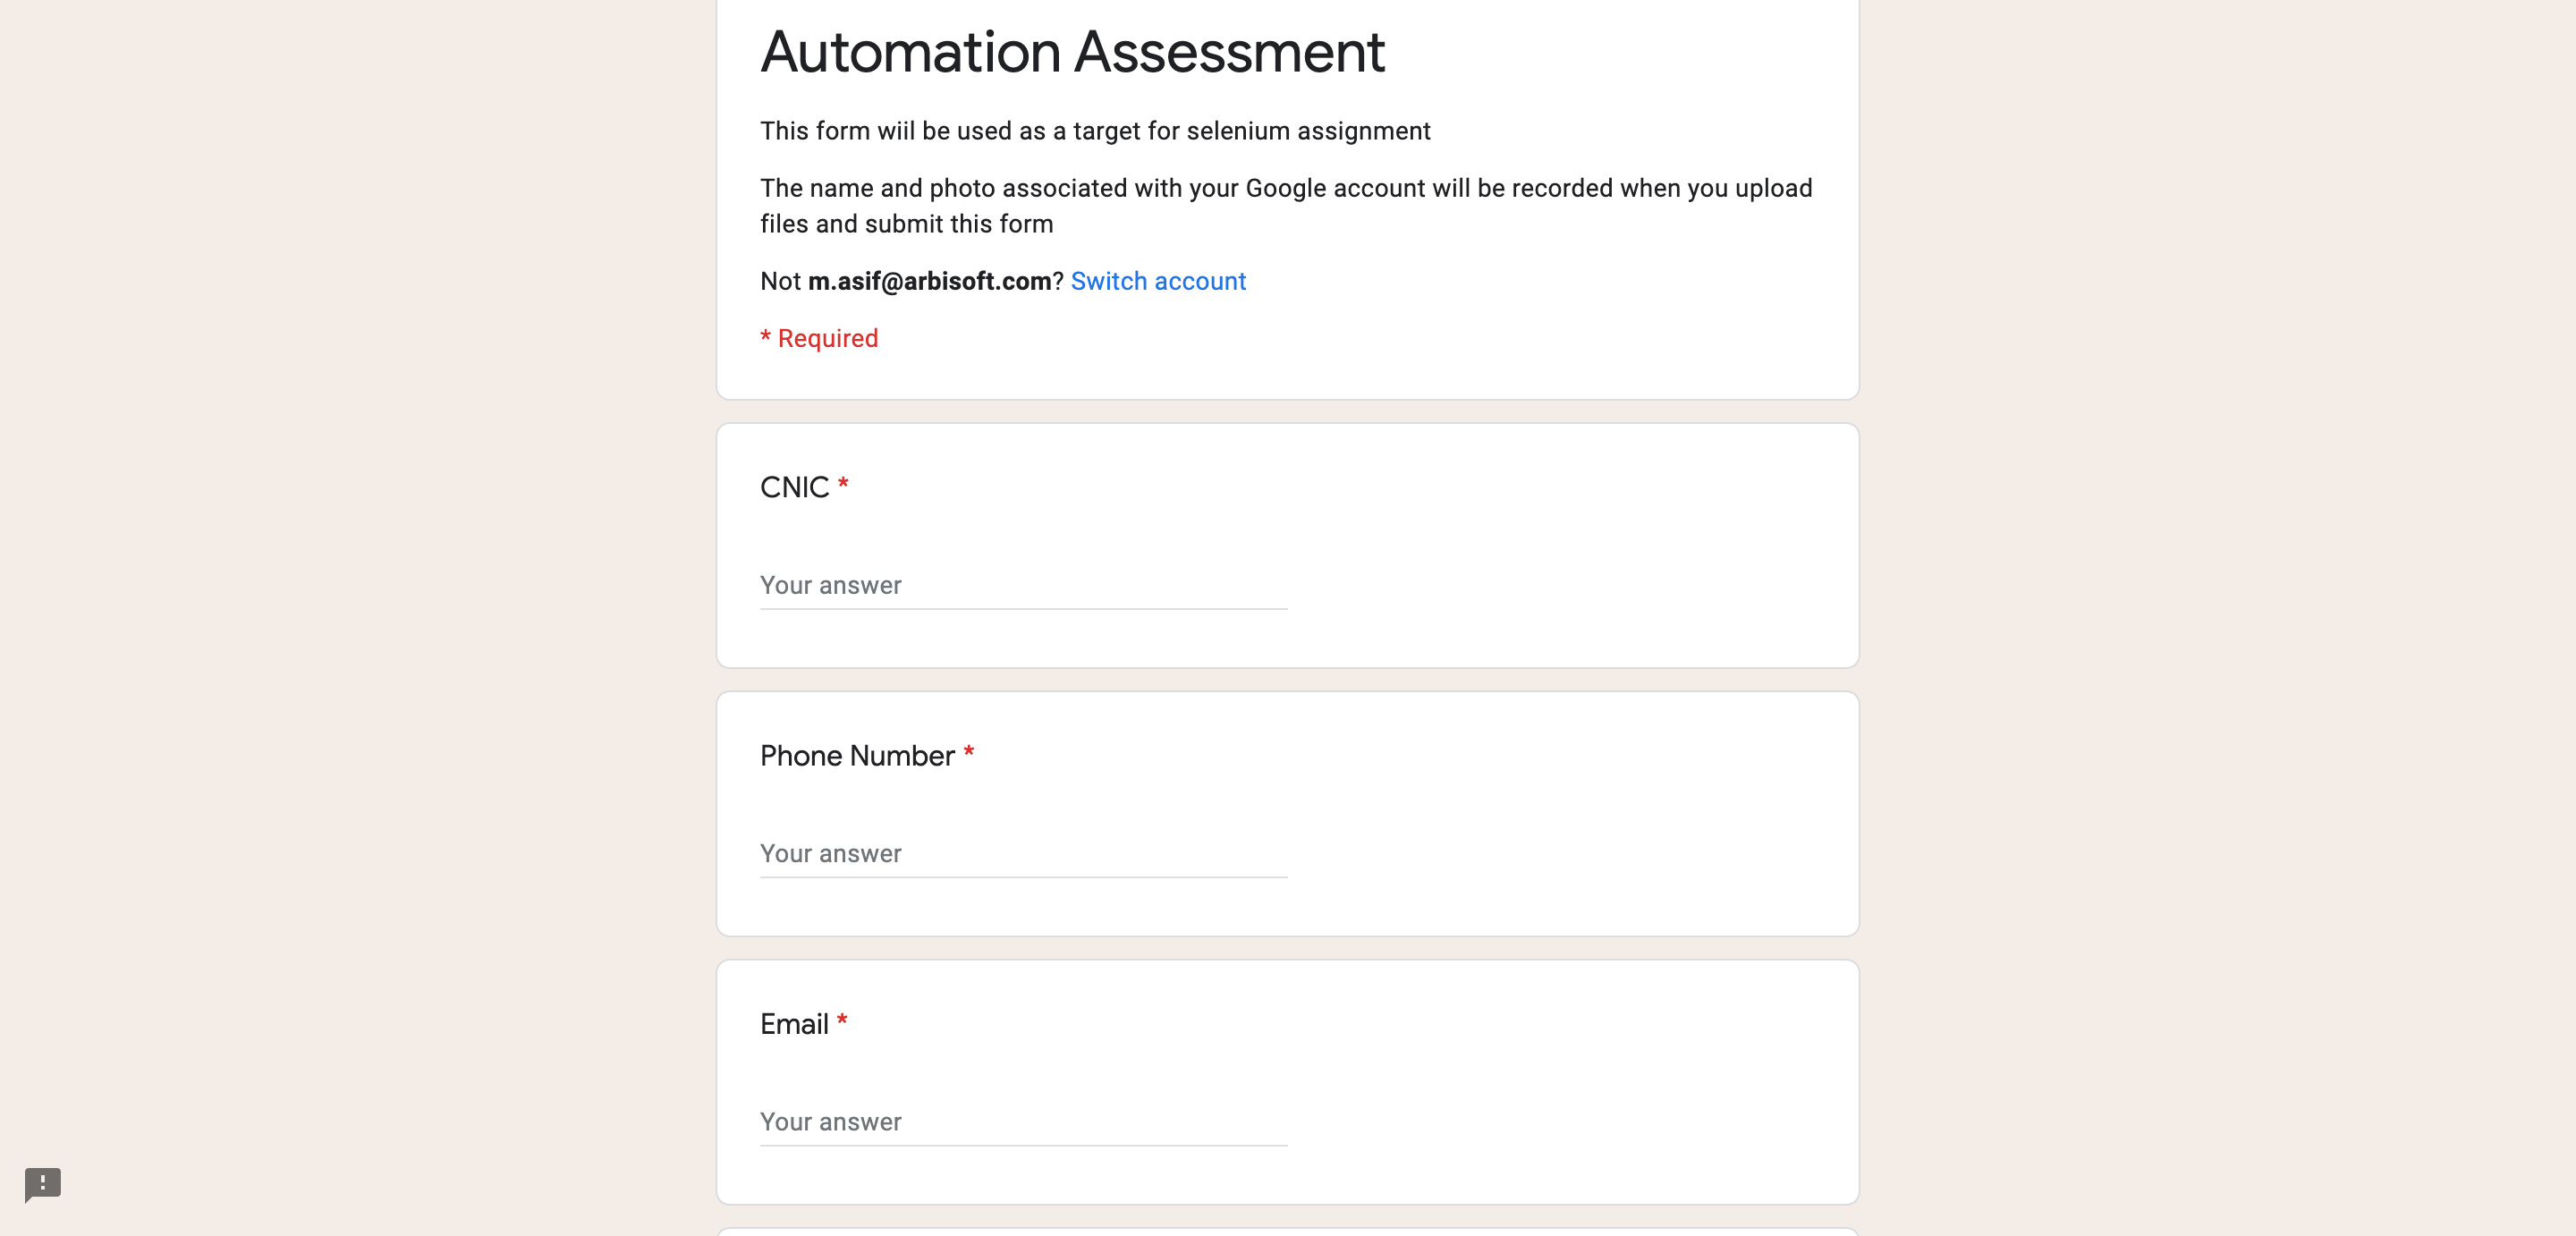 Automation Assessment
This form wiil be used as a target for selenium assignment
The name and photo associated with your Google account will be recorded when you upload
files and submit this form
Not m.asif@arbisoft.com? Switch account
* Required
CNIC *
Your answer
Phone Number *
Your answer
Email *
Your answer